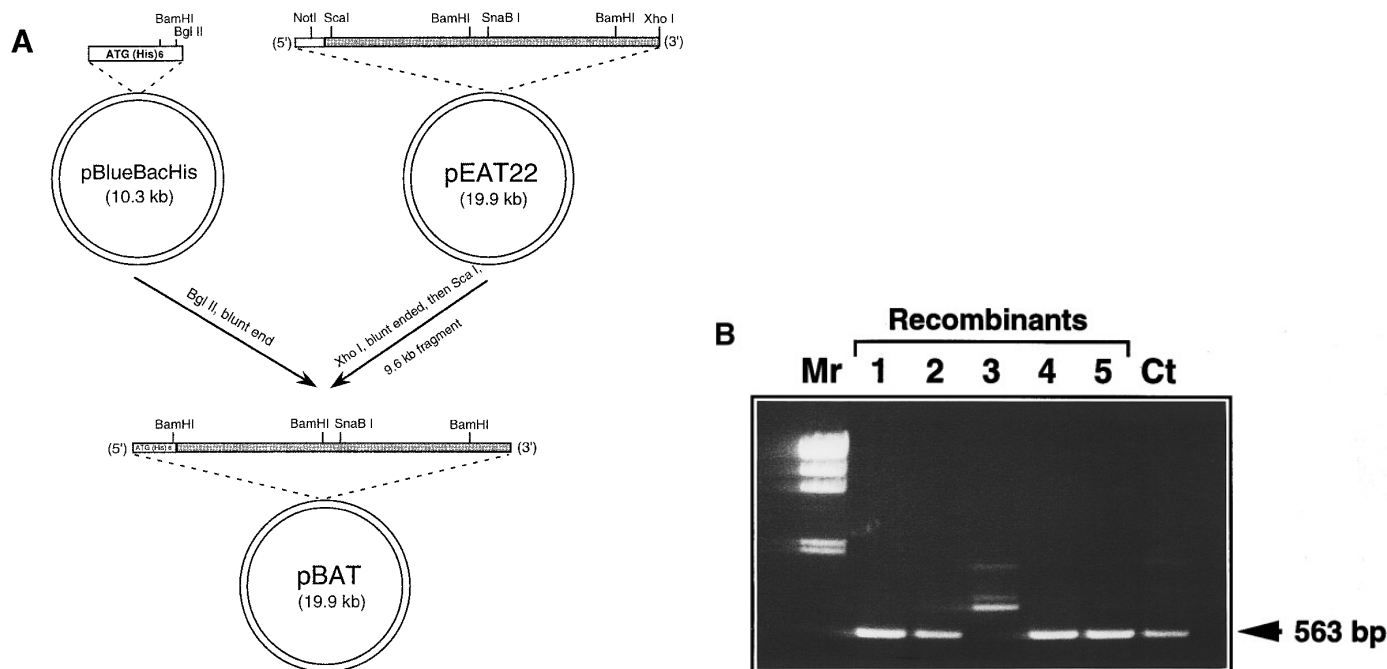 A
BamHI
Bgl II
ATG (His)6
NotI ScaI BamHI SnaB I BamHI Xho I
(5') (3')
pBlueBacHis
(10.3 kb)
pEAT22
(19.9 kb)
Bgl II, blunt end
Xho I, blunt ended, then Sca I,
9.6 kb fragment
BamHI BamHI SnaB I BamHI
(5') ATG (His) 6 (3')
pBAT
(19.9 kb)
B
Recombinants
Mr 1 2 3 4 5 Ct
563 bp